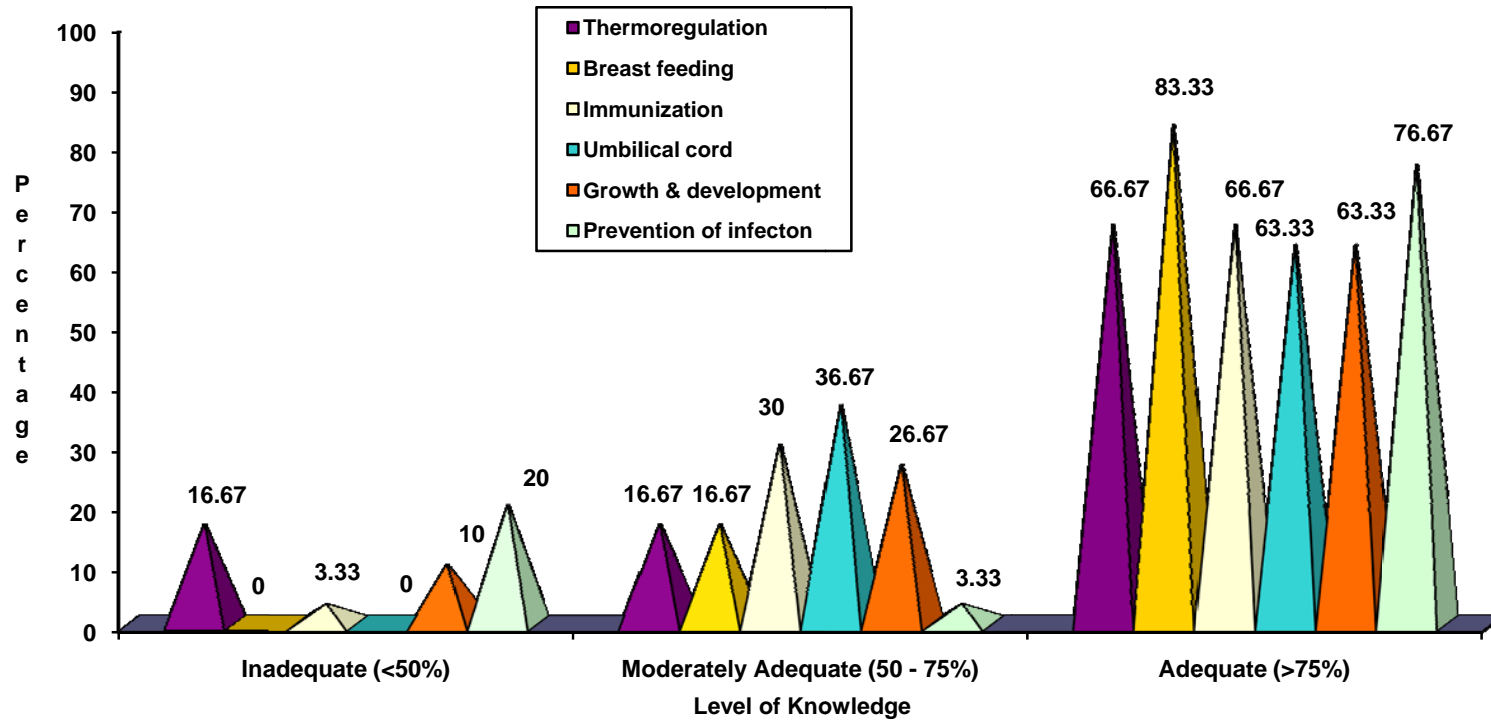 Thermoregulation
Breast feeding
Immunization
Umbilical cord
Growth & development
Prevention of infecton
Percentage
100
90
80
70
60
50
40
30
20
10
0
16.67
0
3.33
0
10
20
16.67
16.67
30
36.67
26.67
3.33
66.67
83.33
66.67
63.33
63.33
76.67
Inadequate (<50%)
Moderately Adequate (50 - 75%)
Adequate (>75%)
Level of Knowledge